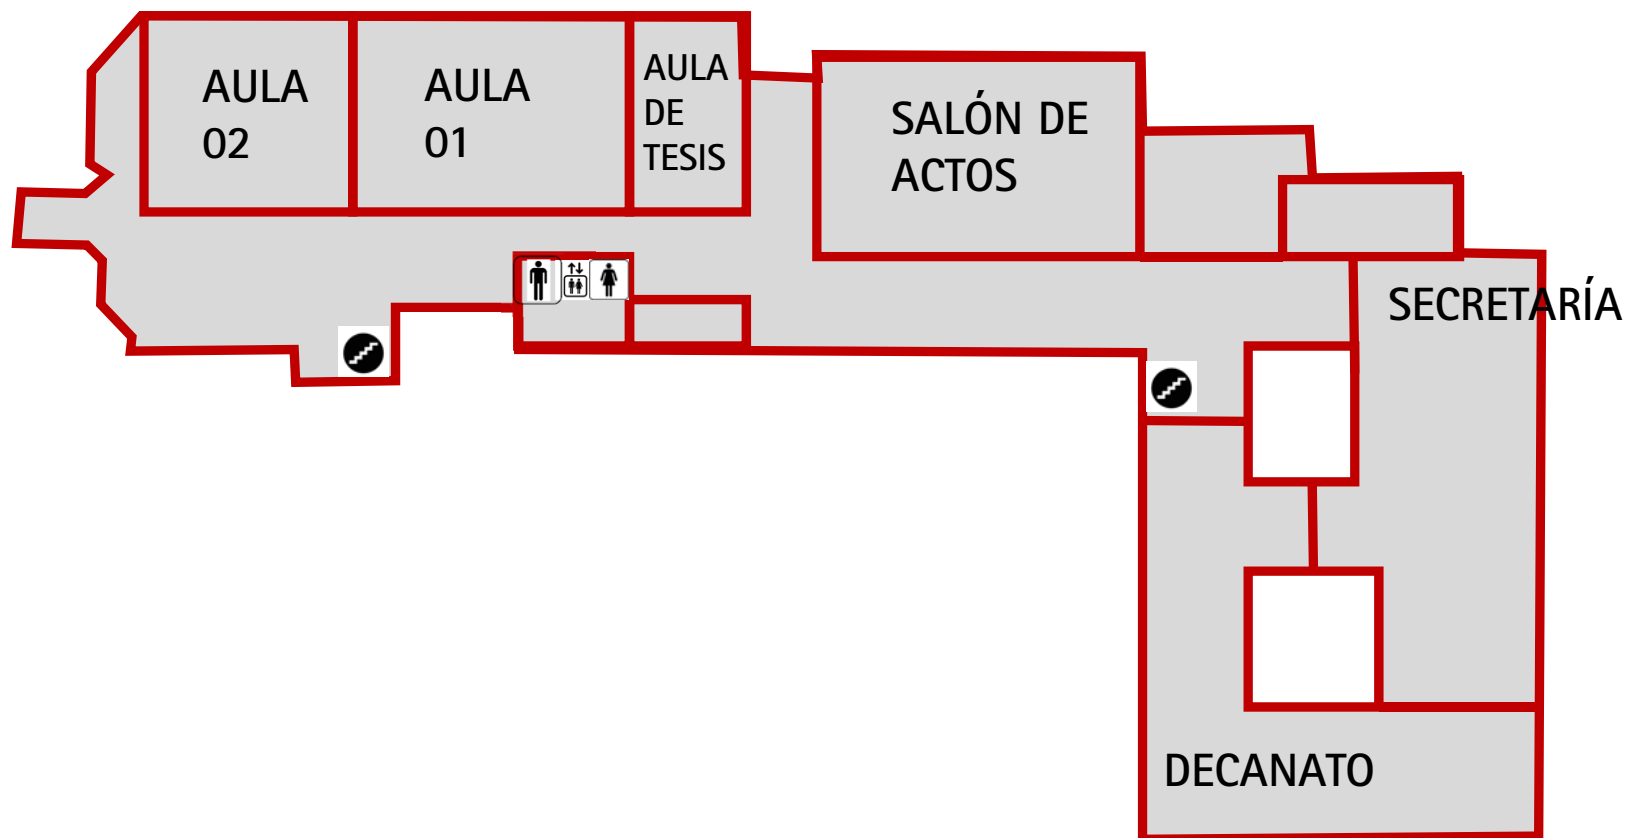 AULA
02
AULA
01
AULA
DE
TESIS
SALÓN DE
ACTOS
SECRETARÍA
DECANATO